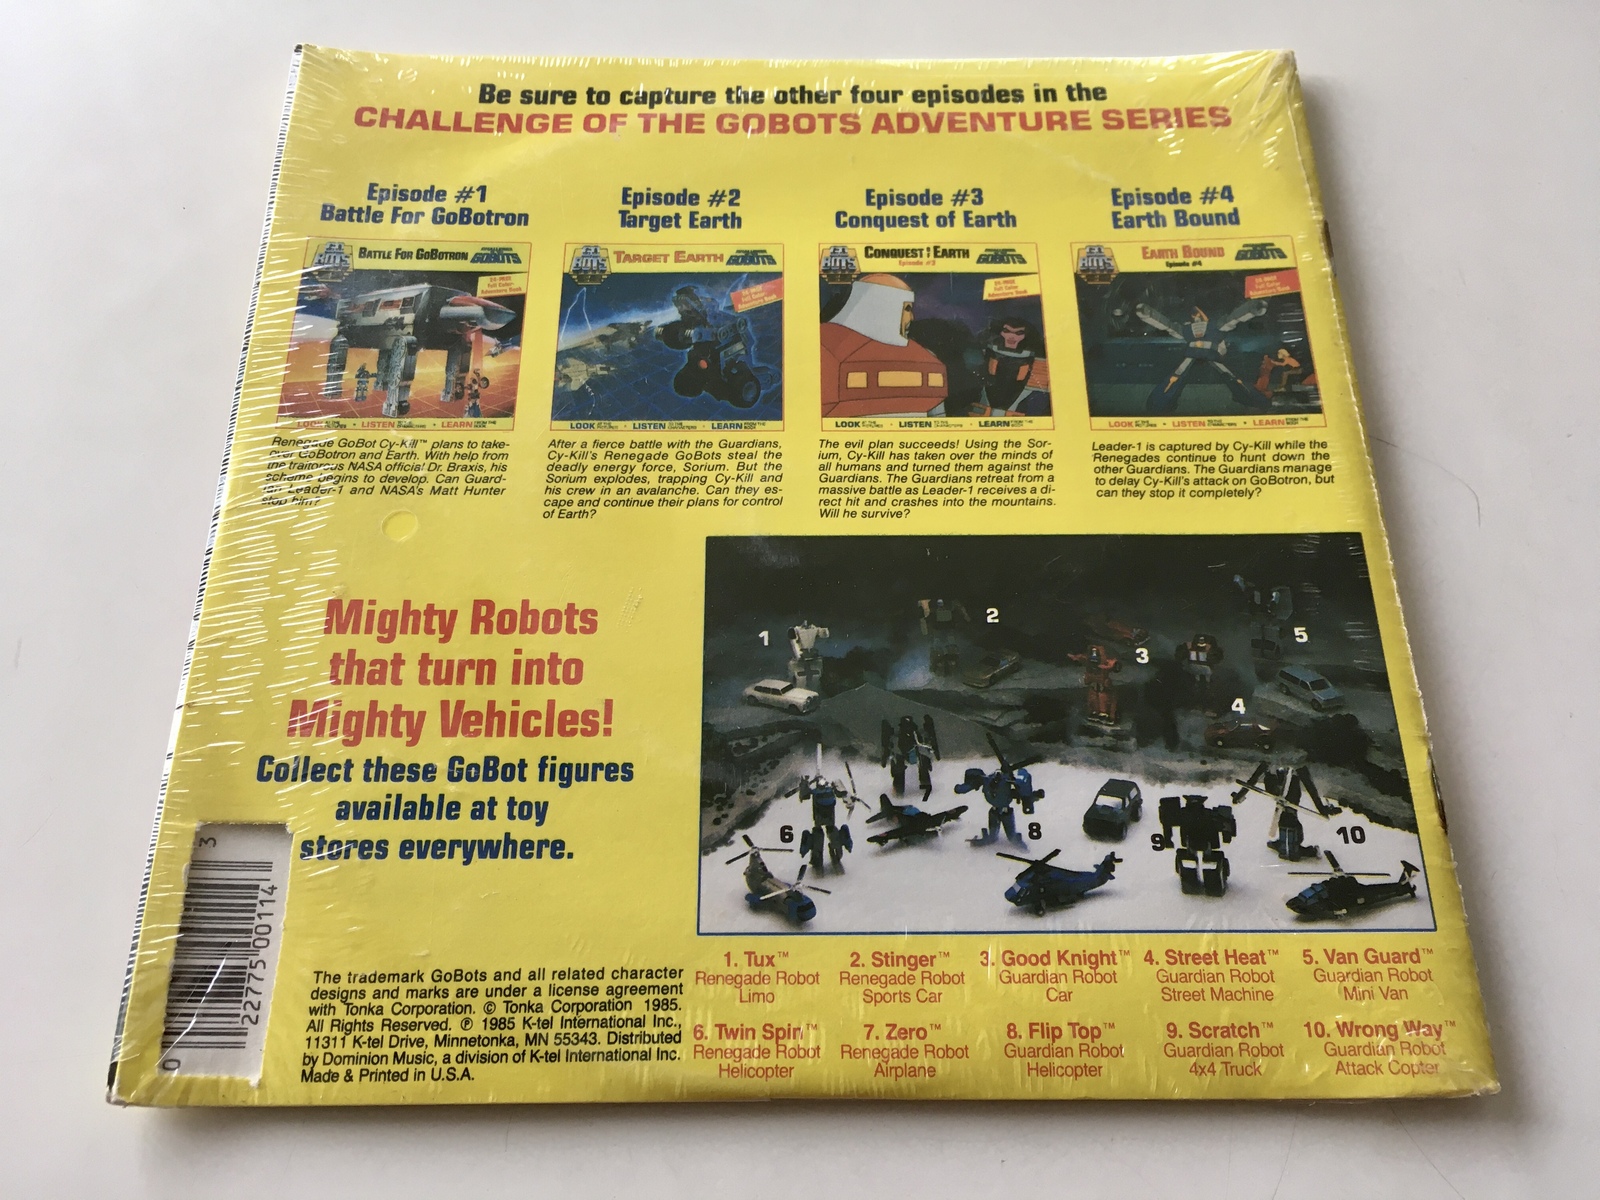 Be sure to capture the other four episodes in the
CHALLENGE OF THE GOBOTS ADVENTURE SERIES
Episode #1
Battle For GoBotron
Episode #2
Target Earth
Episode #3
Conquest of Earth
Episode #4
Earth Bound
BATTLE FOR GOBOTRON
GOBOTS
TARGET EARTH
GOBOTS
CONQUEST OF EARTH
Episode #3
GOBOTS
EARTH BOUND
Episode #4
GOBOTS
Full Color
Adventure Book
LOOK • LISTEN • LEARN
LOOK • LISTEN • LEARN
LOOK • LISTEN • LEARN
LOOK • LISTEN • LEARN
Renegade GoBot Cy-Kill™ plans to take-
over GoBotron and Earth. With help from
the traitorous NASA official Dr. Braxis, his
scheme begins to develop. Can Guard-
ian Leader-1 and NASA's Matt Hunter
stop him?
After a fierce battle with the Guardians,
Cy-Kill's Renegade GoBots steal the
deadly energy force, Sorium. But the
Sorium explodes, trapping Cy-Kill and
his crew in an avalanche. Can they es-
cape and continue their plans for control
of Earth?
The evil plan succeeds! Using the Sor-
ium, Cy-Kill has taken over the minds of
all humans and turned them against the
Guardians. The Guardians retreat from a
massive battle as Leader-1 receives a di-
rect hit and crashes into the mountains.
Will he survive?
Leader-1 is captured by Cy-Kill while the
Renegades continue to hunt down the
other Guardians. The Guardians manage
to delay Cy-Kill's attack on GoBotron, but
can they stop it completely?
Mighty Robots
that turn into
Mighty Vehicles!
Collect these GoBot figures
available at toy
stores everywhere.
1
2
3
4
5
6
8
9
10
0 22775 00114 3
The trademark GoBots and all related character
designs and marks are under a license agreement
with Tonka Corporation. © Tonka Corporation 1985.
All Rights Reserved. ℗ 1985 K-tel International Inc.,
11311 K-tel Drive, Minnetonka, MN 55343. Distributed
by Dominion Music, a division of K-tel International Inc.
Made & Printed in U.S.A.
1. Tux™
Renegade Robot
Limo
2. Stinger™
Renegade Robot
Sports Car
3. Good Knight™
Guardian Robot
Car
4. Street Heat™
Guardian Robot
Street Machine
5. Van Guard™
Guardian Robot
Mini Van
6. Twin Spin™
Renegade Robot
Helicopter
7. Zero™
Renegade Robot
Airplane
8. Flip Top™
Guardian Robot
Helicopter
9. Scratch™
Guardian Robot
4x4 Truck
10. Wrong Way™
Guardian Robot
Attack Copter